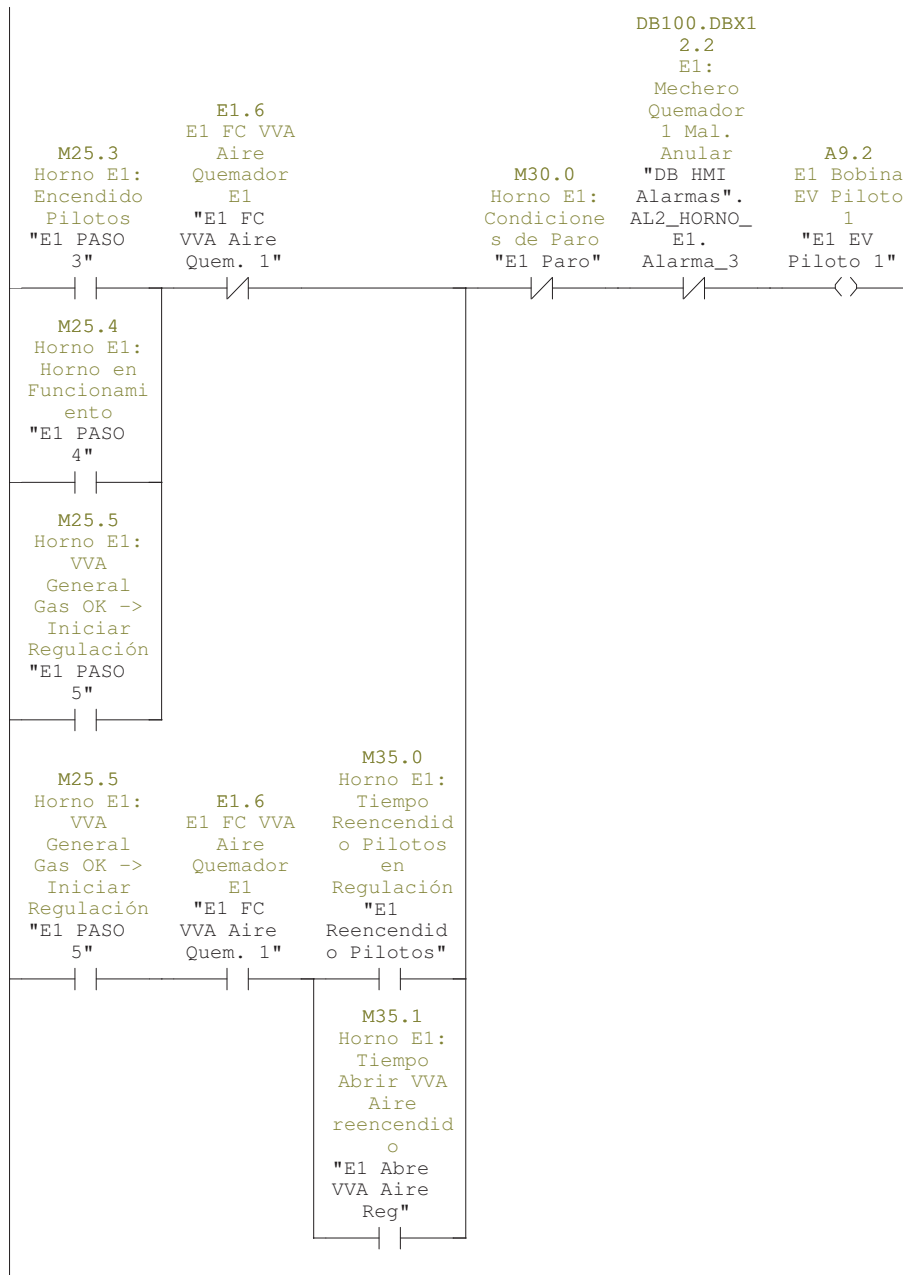 DB100.DBX1
2.2
E1:
Mechero
Quemador
1 Mal.
Anular
"DB HMI
Alarmas".
AL2_HORNO_
E1.
Alarma_3
E1.6
E1 FC VVA
Aire
Quemador
E1
"E1 FC
VVA Aire
Quem. 1"
M25.3
Horno E1:
Encendido
Pilotos
"E1 PASO
3"
M30.0
Horno E1:
Condicione
s de Paro
"E1 Paro"
A9.2
E1 Bobina
EV Piloto
1
"E1 EV
Piloto 1"
M25.4
Horno E1:
Horno en
Funcionami
ento
"E1 PASO
4"
M25.5
Horno E1:
VVA
General
Gas OK ->
Iniciar
Regulación
"E1 PASO
5"
M25.5
Horno E1:
VVA
General
Gas OK ->
Iniciar
Regulación
"E1 PASO
5"
E1.6
E1 FC VVA
Aire
Quemador
E1
"E1 FC
VVA Aire
Quem. 1"
M35.0
Horno E1:
Tiempo
Reencendid
o Pilotos
en
Regulación
"E1
Reencendid
o Pilotos"
M35.1
Horno E1:
Tiempo
Abrir VVA
Aire
reencendid
o
"E1 Abre
VVA Aire
Reg"